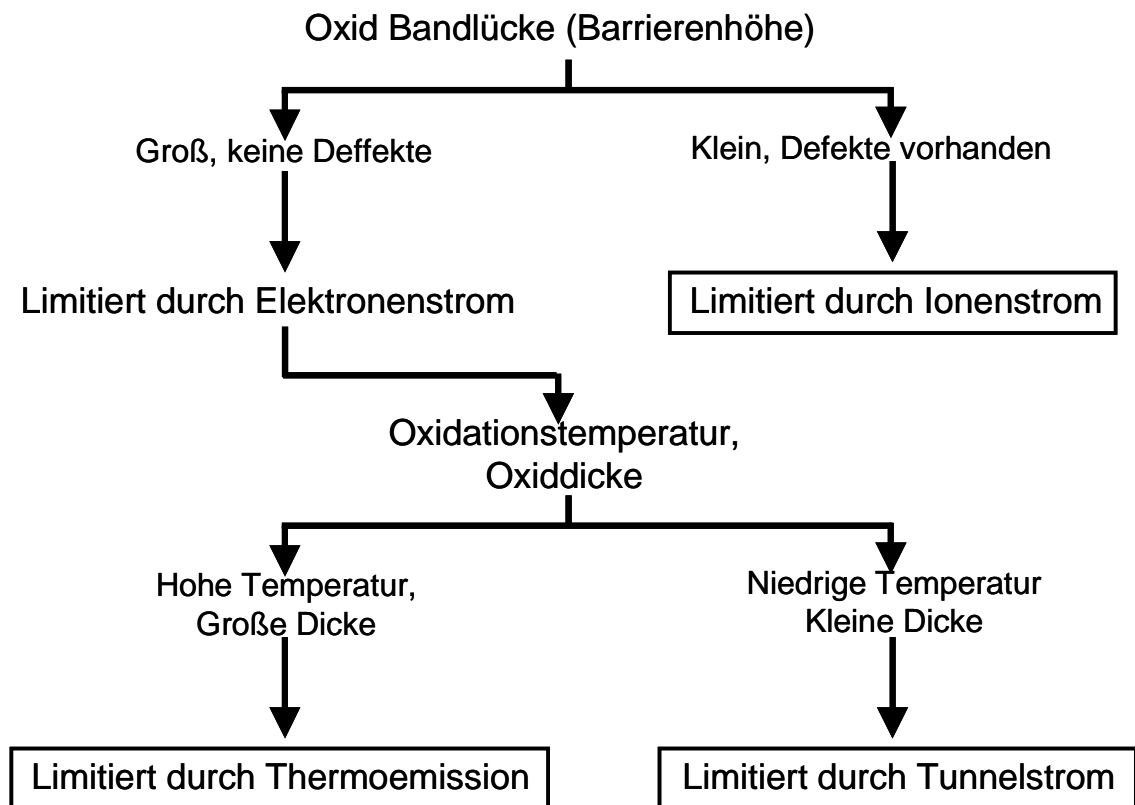 Oxid Bandlücke (Barrierenhöhe)
Groß, keine Deffekte
Klein, Defekte vorhanden
Limitiert durch Elektronenstrom
Limitiert durch Ionenstrom
Oxidationstemperatur,
Oxiddicke
Hohe Temperatur,
Große Dicke
Niedrige Temperatur
Kleine Dicke
Limitiert durch Thermoemission
Limitiert durch Tunnelstrom